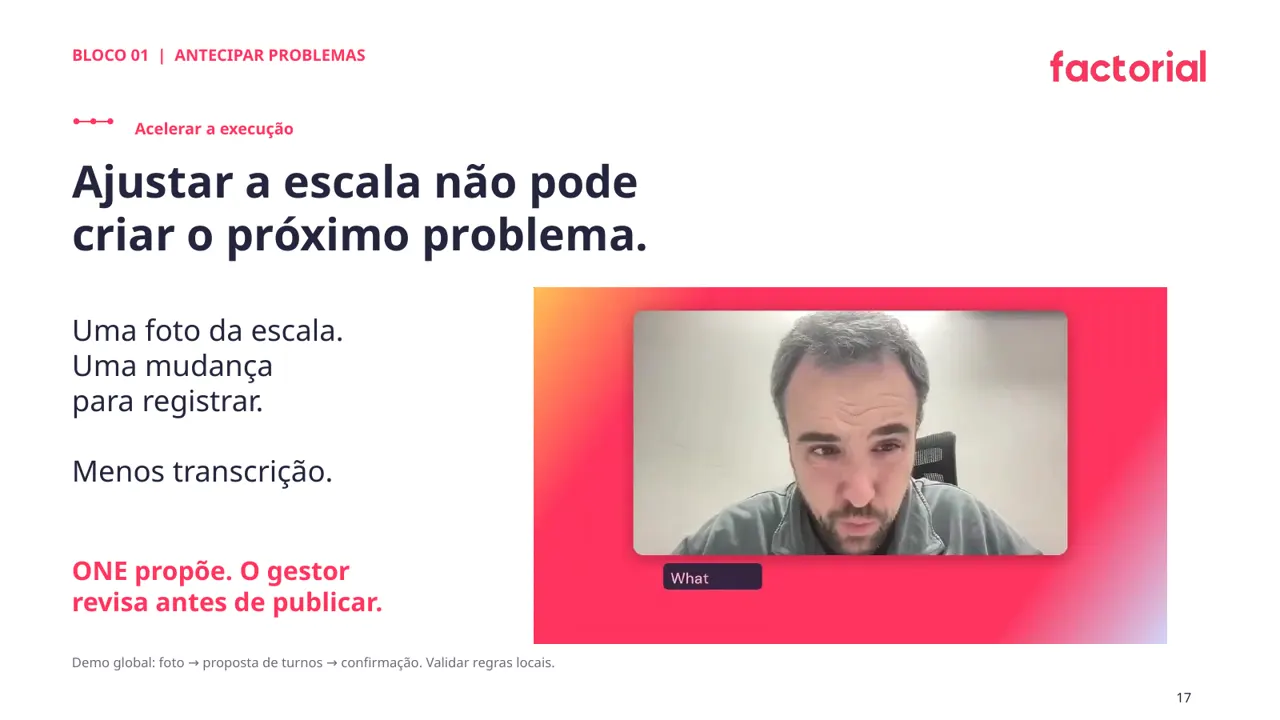 BLOCO 01 | ANTECIPAR PROBLEMAS
factorial
Acelerar a execução
Ajustar a escala não pode
criar o próximo problema.
Uma foto da escala.
Uma mudança
para registrar.
Menos transcrição.
ONE propõe. O gestor
revisa antes de publicar.
What
Demo global: foto → proposta de turnos → confirmação. Validar regras locais.
17